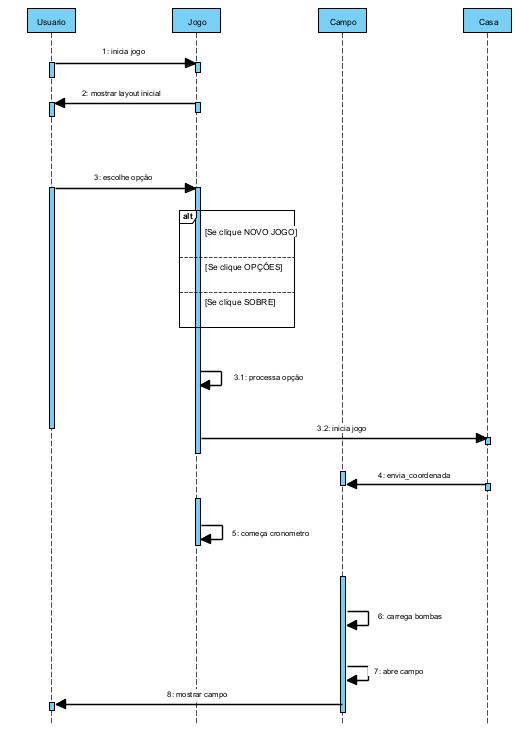 Usuario
Jogo
Campo
Casa
1: inicia jogo
2: mostrar layout inicial
3: escolhe opção
alt
[Se clique NOVO JOGO]
[Se clique OPÇÕES]
[Se clique SOBRE]
3.1: processa opção
3.2: inicia jogo
4: envia_coordenada
5: começa cronometro
6: carrega bombas
7: abre campo
8: mostrar campo